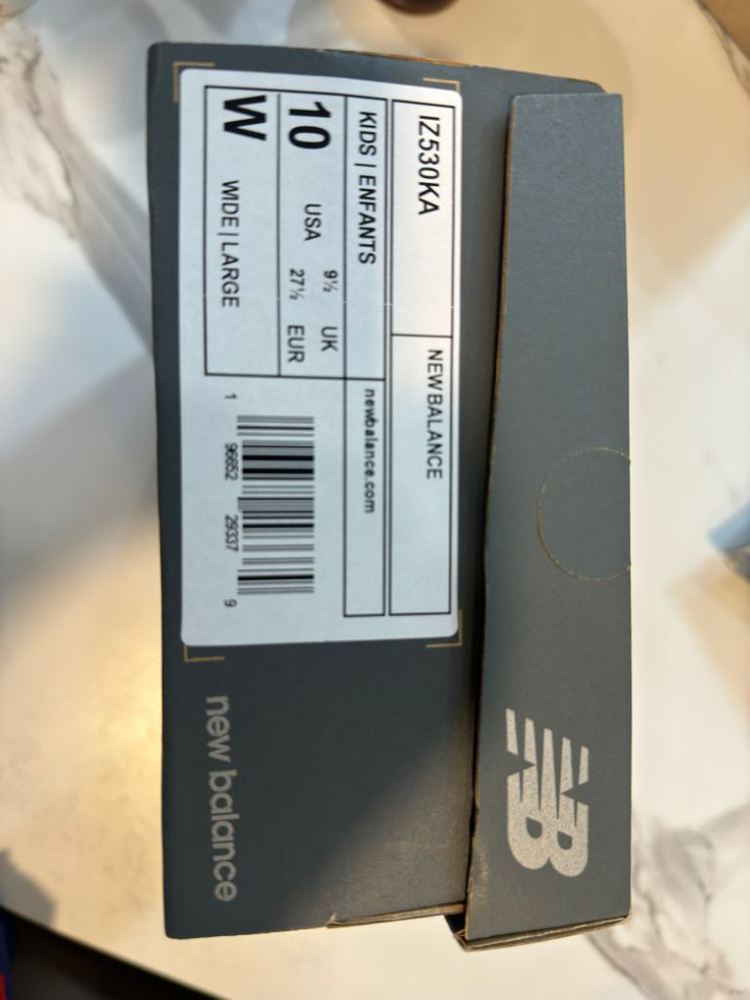 IZ530KA
NEW BALANCE
KIDS | ENFANTS
newbalance.com
10 USA
9½ UK
27½ EUR
W WIDE | LARGE
1 96652 29337 9
new balance
NB